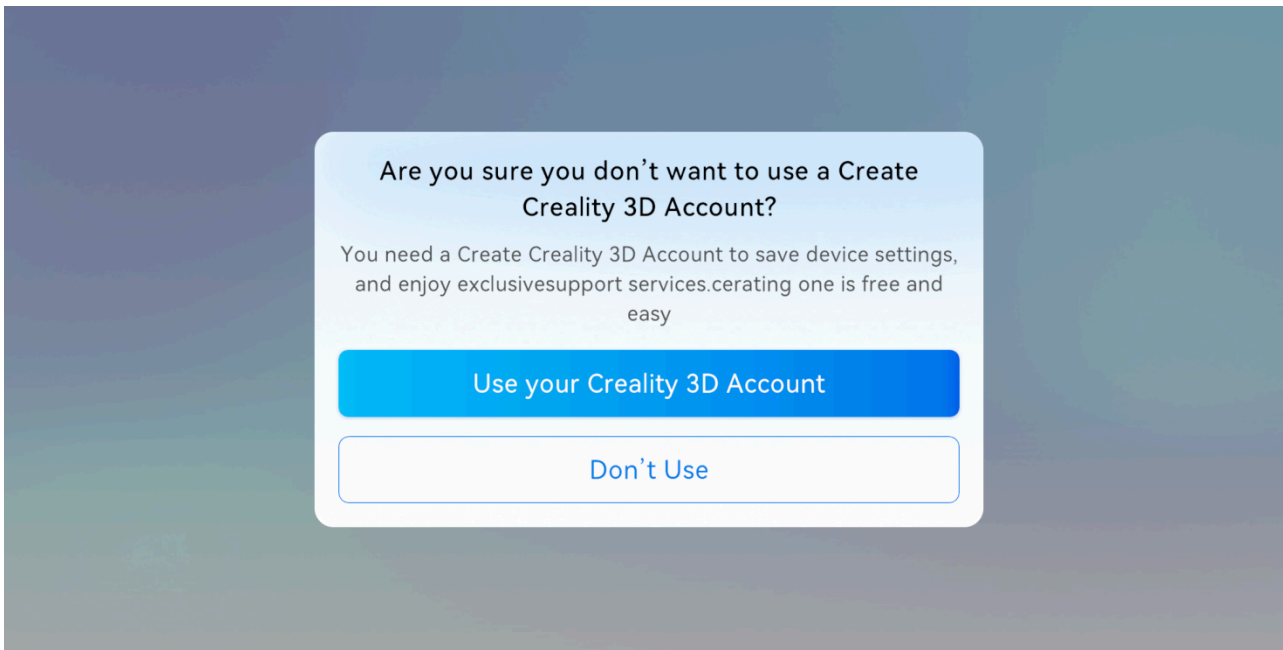 Are you sure you don’t want to use a Create
Creality 3D Account?
You need a Create Creality 3D Account to save device settings,
and enjoy exclusivesupport services.cerating one is free and
easy
Use your Creality 3D Account
Don’t Use